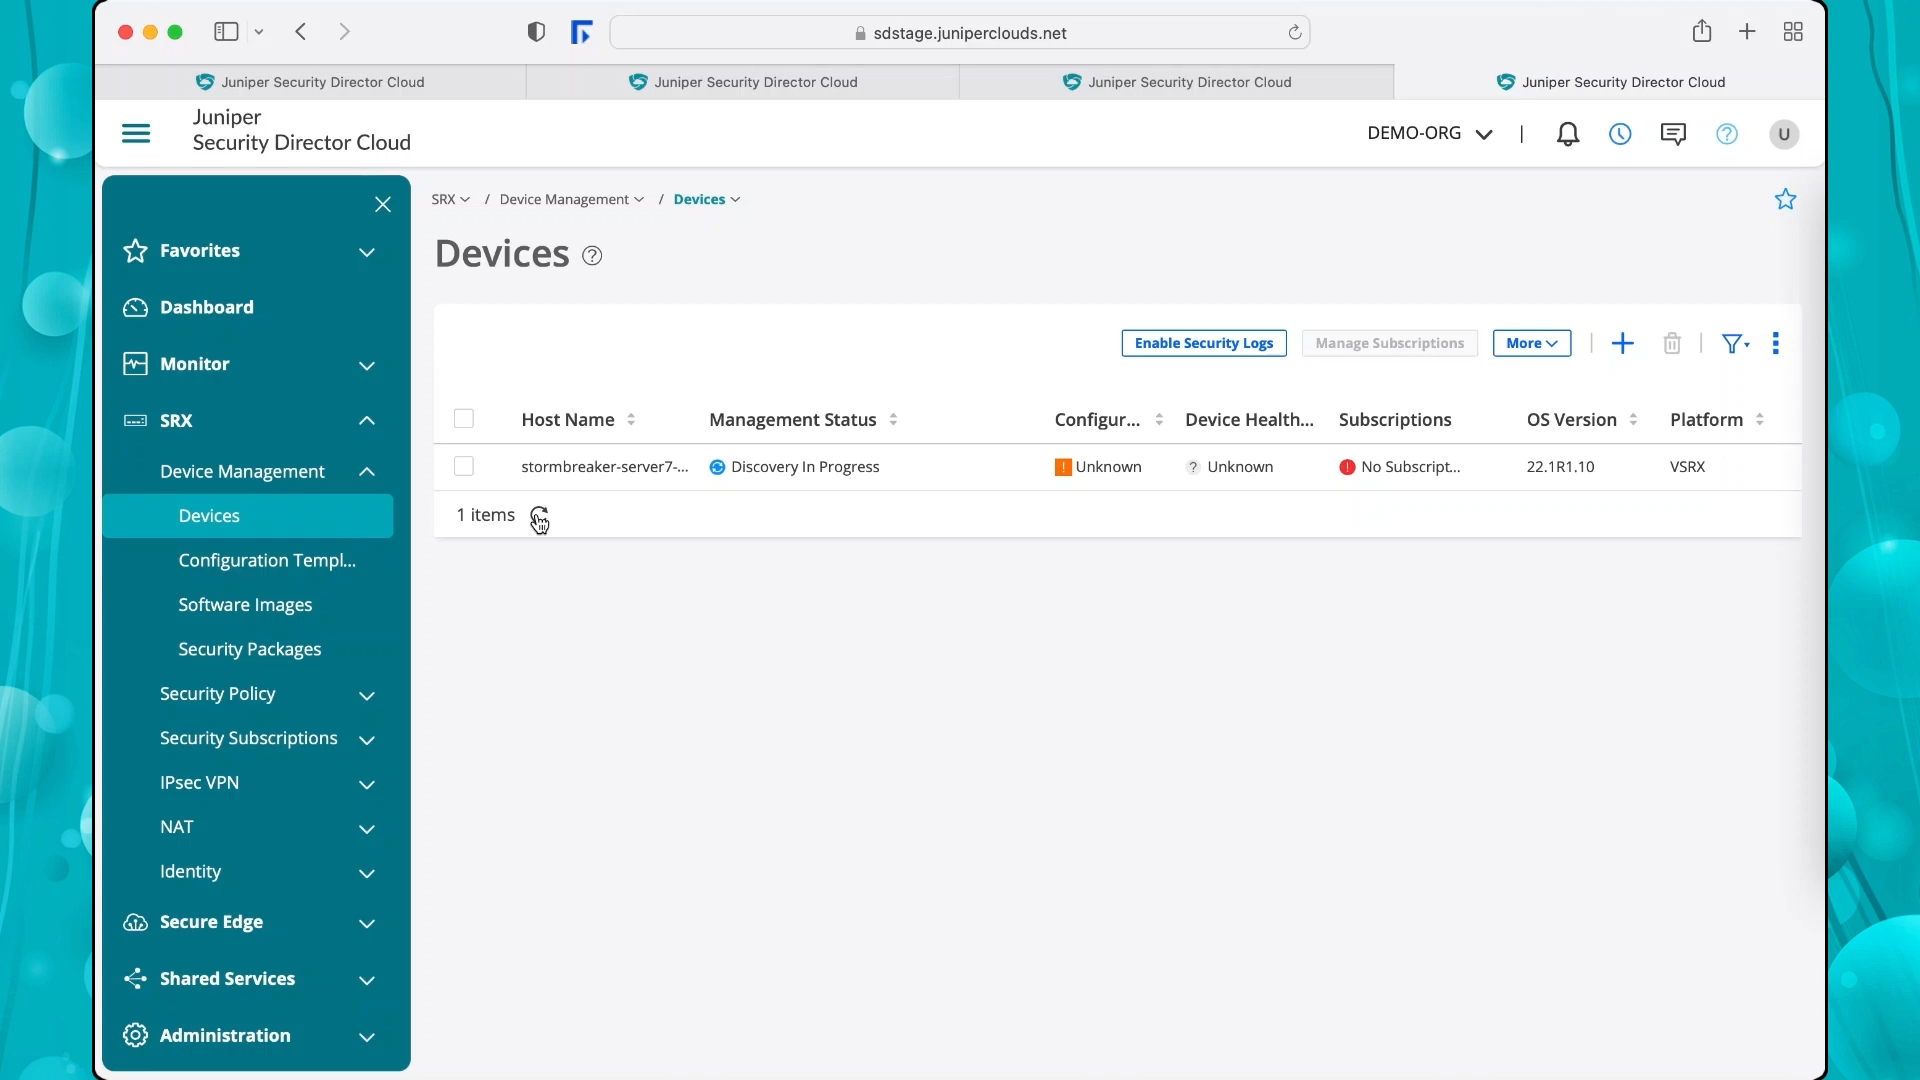 sdstage.juniperclouds.net
Juniper Security Director Cloud
Juniper Security Director Cloud
Juniper Security Director Cloud
Juniper Security Director Cloud
Juniper
Security Director Cloud
DEMO-ORG
U
Favorites
Dashboard
Monitor
SRX
Device Management
Devices
Configuration Templ...
Software Images
Security Packages
Security Policy
Security Subscriptions
IPsec VPN
NAT
Identity
Secure Edge
Shared Services
Administration
SRX / Device Management / Devices
Devices
Enable Security Logs Manage Subscriptions More
Host Name Management Status Configur... Device Health... Subscriptions OS Version Platform
stormbreaker-server7-... Discovery In Progress Unknown Unknown No Subscript... 22.1R1.10 VSRX
1 items